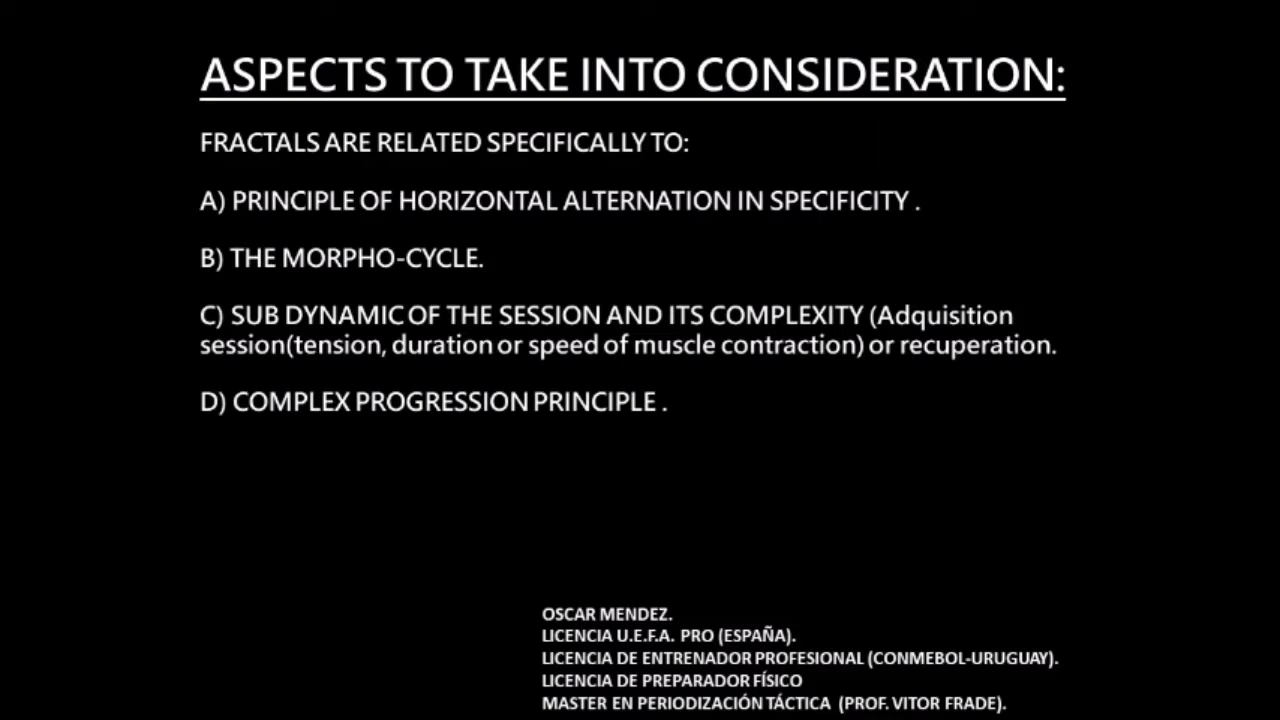 ASPECTS TO TAKE INTO CONSIDERATION:
FRACTALS ARE RELATED SPECIFICALLY TO:
A) PRINCIPLE OF HORIZONTAL ALTERNATION IN SPECIFICITY .
B) THE MORPHO-CYCLE.
C) SUB DYNAMIC OF THE SESSION AND ITS COMPLEXITY (Adquisition
session(tension, duration or speed of muscle contraction) or recuperation.
D) COMPLEX PROGRESSION PRINCIPLE .
OSCAR MENDEZ.
LICENCIA U.E.F.A. PRO (ESPAÑA).
LICENCIA DE ENTRENADOR PROFESIONAL (CONMEBOL-URUGUAY).
LICENCIA DE PREPARADOR FÍSICO
MASTER EN PERIODIZACIÓN TÁCTICA (PROF. VITOR FRADE).